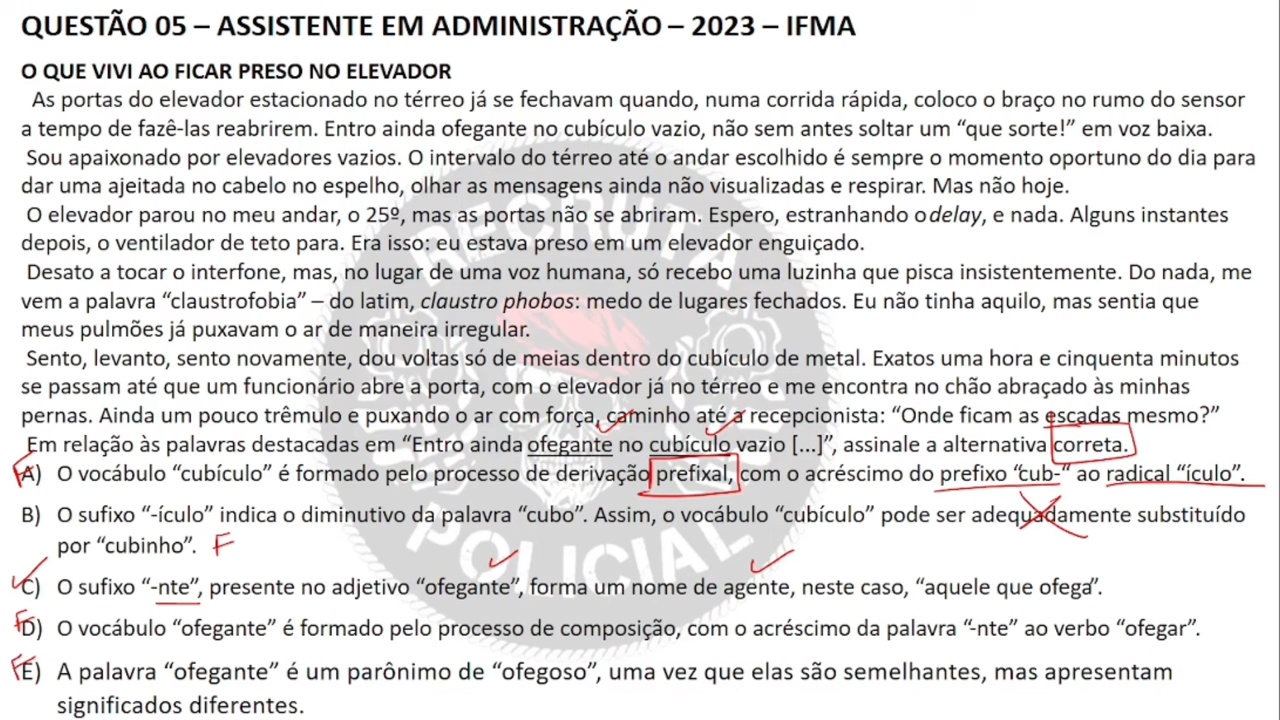 QUESTÃO 05 – ASSISTENTE EM ADMINISTRAÇÃO – 2023 – IFMA
O QUE VIVI AO FICAR PRESO NO ELEVADOR
As portas do elevador estacionado no térreo já se fechavam quando, numa corrida rápida, coloco o braço no rumo do sensor
a tempo de fazê-las reabrirem. Entro ainda ofegante no cubículo vazio, não sem antes soltar um “que sorte!” em voz baixa.
Sou apaixonado por elevadores vazios. O intervalo do térreo até o andar escolhido é sempre o momento oportuno do dia para
dar uma ajeitada no cabelo no espelho, olhar as mensagens ainda não visualizadas e respirar. Mas não hoje.
O elevador parou no meu andar, o 25º, mas as portas não se abriram. Espero, estranhando o delay, e nada. Alguns instantes
depois, o ventilador de teto para. Era isso: eu estava preso em um elevador enguiçado.
Desato a tocar o interfone, mas, no lugar de uma voz humana, só recebo uma luzinha que pisca insistentemente. Do nada, me
vem a palavra “claustrofobia” – do latim, claustro phobos: medo de lugares fechados. Eu não tinha aquilo, mas sentia que
meus pulmões já puxavam o ar de maneira irregular.
Sento, levanto, sento novamente, dou voltas só de meias dentro do cubículo de metal. Exatos uma hora e cinquenta minutos
se passam até que um funcionário abre a porta, com o elevador já no térreo e me encontra no chão abraçado às minhas
pernas. Ainda um pouco trêmulo e puxando o ar com força, caminho até a recepcionista: “Onde ficam as escadas mesmo?”
Em relação às palavras destacadas em “Entro ainda ofegante no cubículo vazio [...]”, assinale a alternativa correta.
F A) O vocábulo “cubículo” é formado pelo processo de derivação prefixal, com o acréscimo do prefixo “cub-“ ao radical “ículo”.
B) O sufixo “-ículo” indica o diminutivo da palavra “cubo”. Assim, o vocábulo “cubículo” pode ser adequadamente substituído
por “cubinho”. F
C) O sufixo “-nte”, presente no adjetivo “ofegante”, forma um nome de agente, neste caso, “aquele que ofega”.
F D) O vocábulo “ofegante” é formado pelo processo de composição, com o acréscimo da palavra “-nte” ao verbo “ofegar”.
F E) A palavra “ofegante” é um parônimo de “ofegoso”, uma vez que elas são semelhantes, mas apresentam
significados diferentes.
RECRUTA
POLICIAL